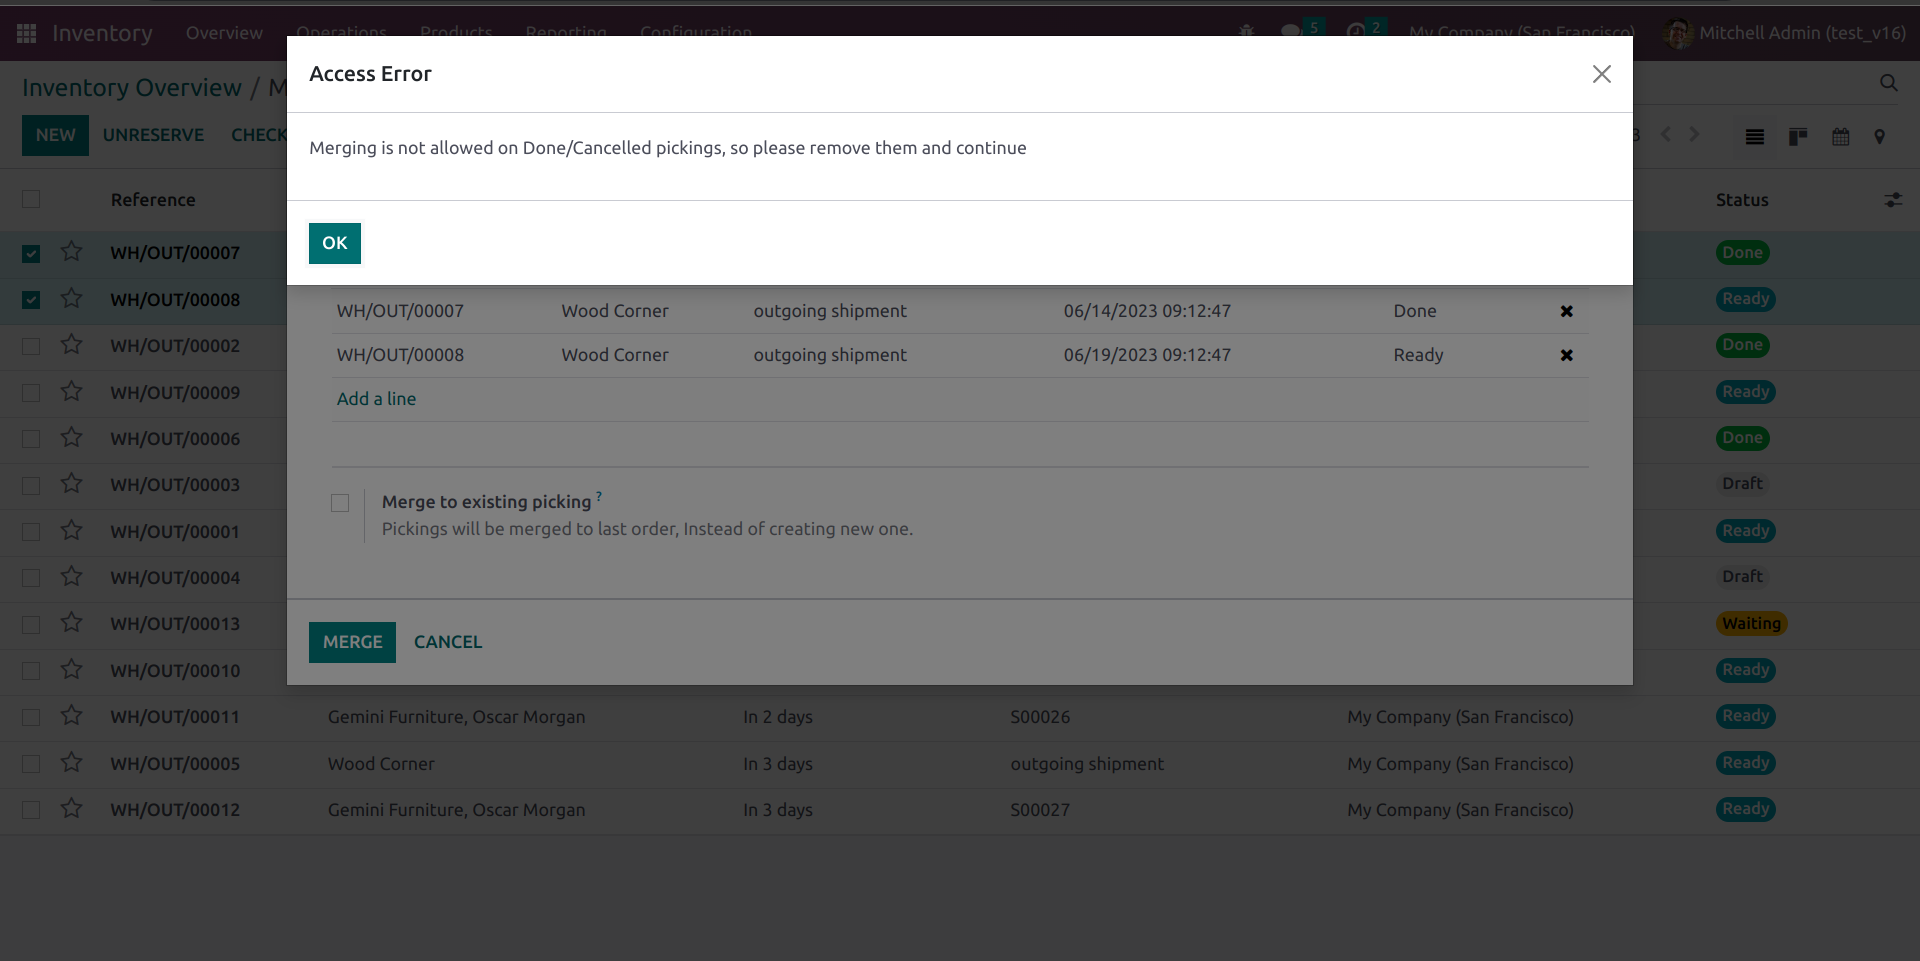 Inventory Overview Operations Products Reporting Configuration 5 2 My Company (San Francisco) Mitchell Admin (test_v16)
Inventory Overview / M
Access Error
NEW UNRESERVE CHECK
Merging is not allowed on Done/Cancelled pickings, so please remove them and continue
OK
Reference Status
WH/OUT/00007 Done
WH/OUT/00008 Ready
WH/OUT/00007 Wood Corner outgoing shipment 06/14/2023 09:12:47 Done
WH/OUT/00002 Done
WH/OUT/00008 Wood Corner outgoing shipment 06/19/2023 09:12:47 Ready
WH/OUT/00009 Ready
Add a line
WH/OUT/00006 Done
WH/OUT/00003 Draft
Merge to existing picking ?
Pickings will be merged to last order, Instead of creating new one.
WH/OUT/00001 Ready
WH/OUT/00004 Draft
WH/OUT/00013 Waiting
MERGE CANCEL
WH/OUT/00010 Ready
WH/OUT/00011 Gemini Furniture, Oscar Morgan In 2 days S00026 My Company (San Francisco) Ready
WH/OUT/00005 Wood Corner In 3 days outgoing shipment My Company (San Francisco) Ready
WH/OUT/00012 Gemini Furniture, Oscar Morgan In 3 days S00027 My Company (San Francisco) Ready